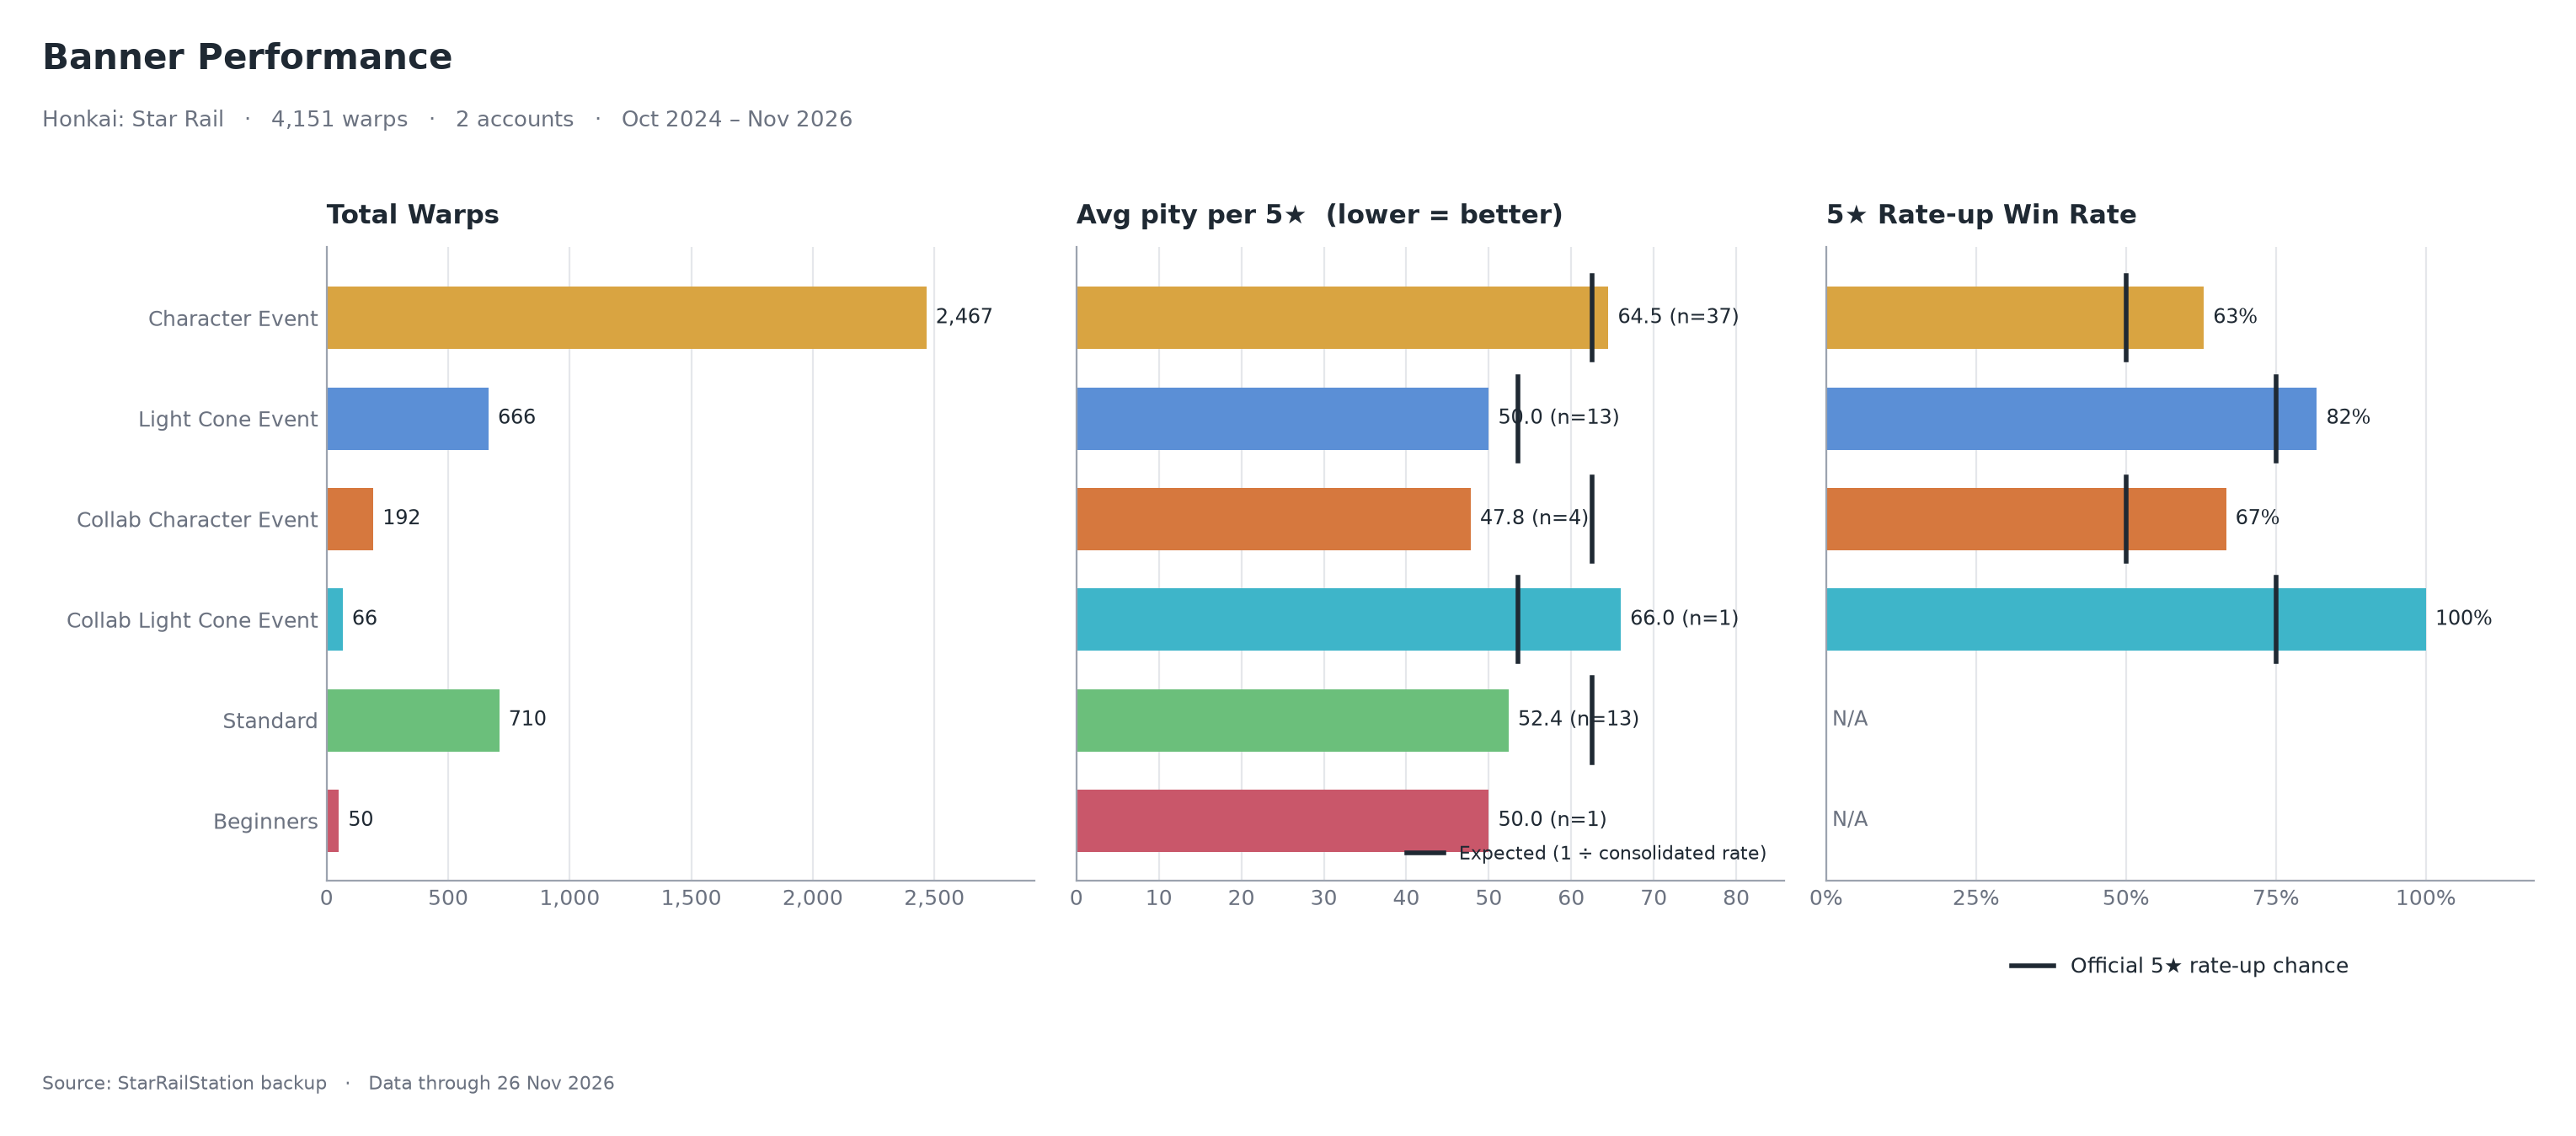 Banner Performance
Honkai: Star Rail · 4,151 warps · 2 accounts · Oct 2024 – Nov 2026
Total Warps
Character Event 2,467
Light Cone Event 666
Collab Character Event 192
Collab Light Cone Event 66
Standard 710
Beginners 50
0 500 1,000 1,500 2,000 2,500
Avg pity per 5★ (lower = better)
64.5 (n=37)
50.0 (n=13)
47.8 (n=4)
66.0 (n=1)
52.4 (n=13)
50.0 (n=1)
Expected (1 ÷ consolidated rate)
0 10 20 30 40 50 60 70 80
5★ Rate-up Win Rate
63%
82%
67%
100%
N/A
N/A
0% 25% 50% 75% 100%
Official 5★ rate-up chance
Source: StarRailStation backup · Data through 26 Nov 2026